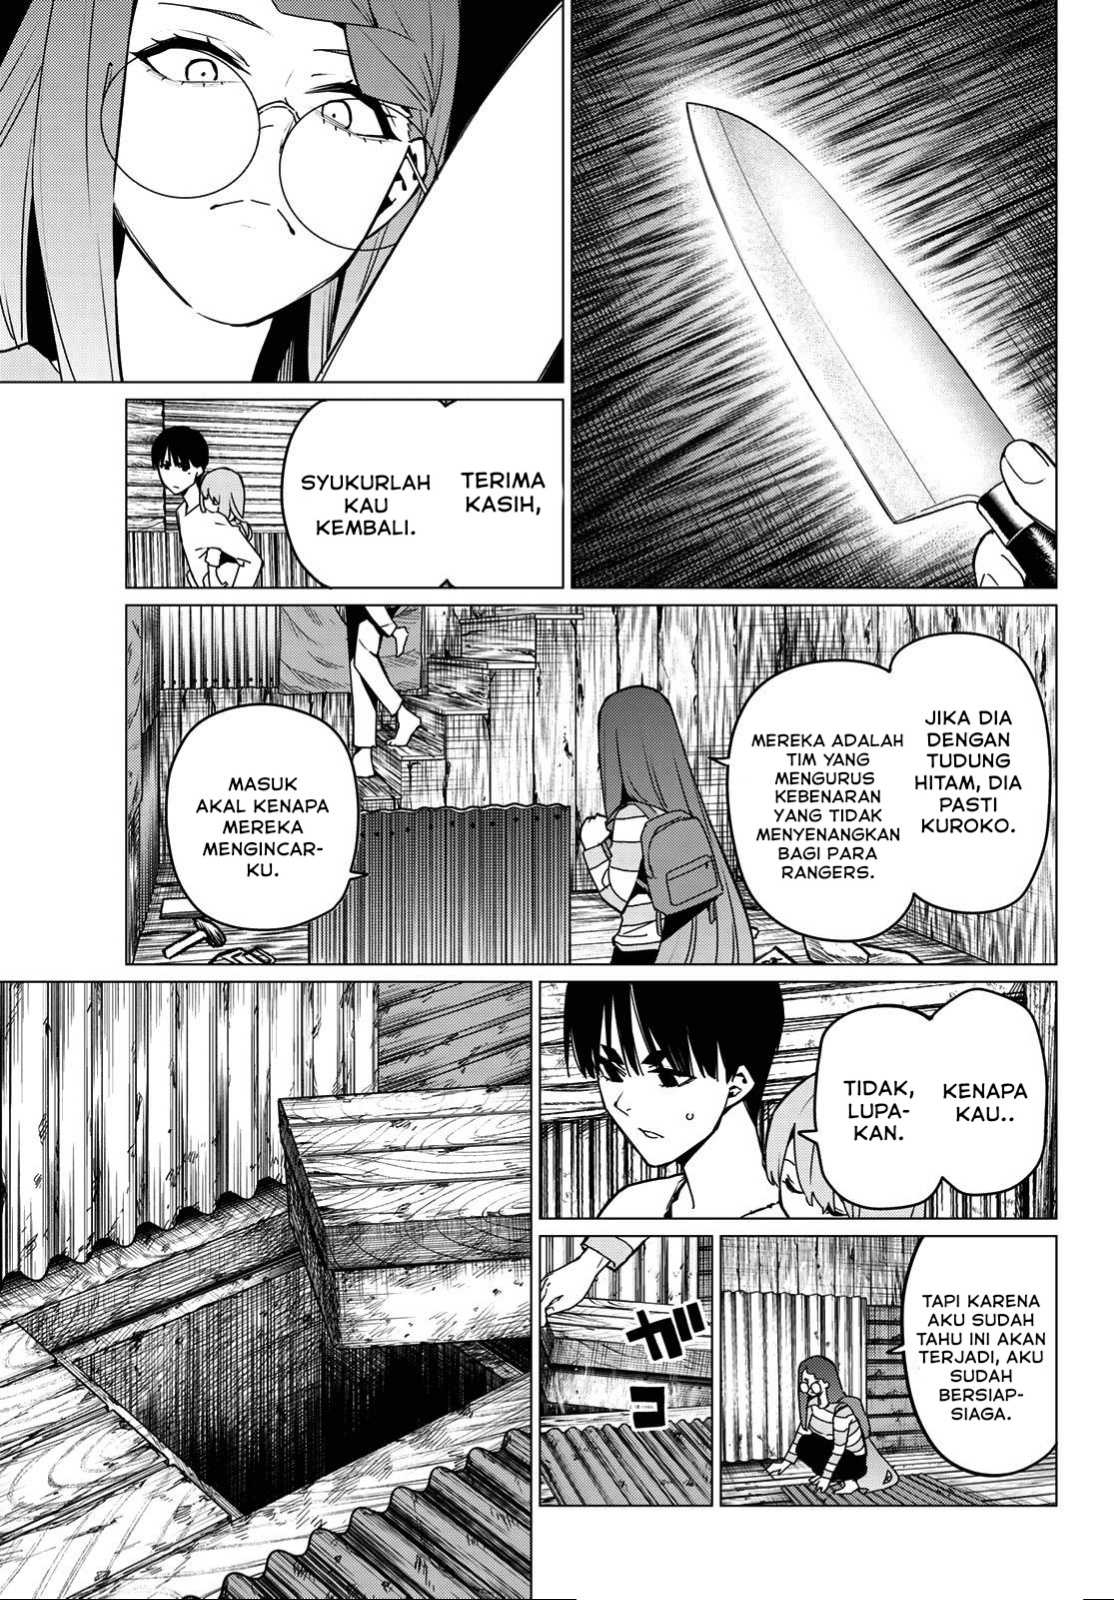 TERIMA
KASIH,
SYUKURLAH
KAU
KEMBALI.
JIKA DIA
DENGAN
TUDUNG
HITAM, DIA
PASTI
KUROKO.
MEREKA ADALAH
TIM YANG
MENGURUS
KEBENARAN
YANG TIDAK
MENYENANGKAN
BAGI PARA
RANGERS.
MASUK
AKAL KENAPA
MEREKA
MENGINCAR-
KU.
KENAPA
KAU..
TIDAK,
LUPA-
KAN.
TAPI KARENA
AKU SUDAH
TAHU INI AKAN
TERJADI, AKU
SUDAH
BERSIAP-
SIAGA.
ガ
コ